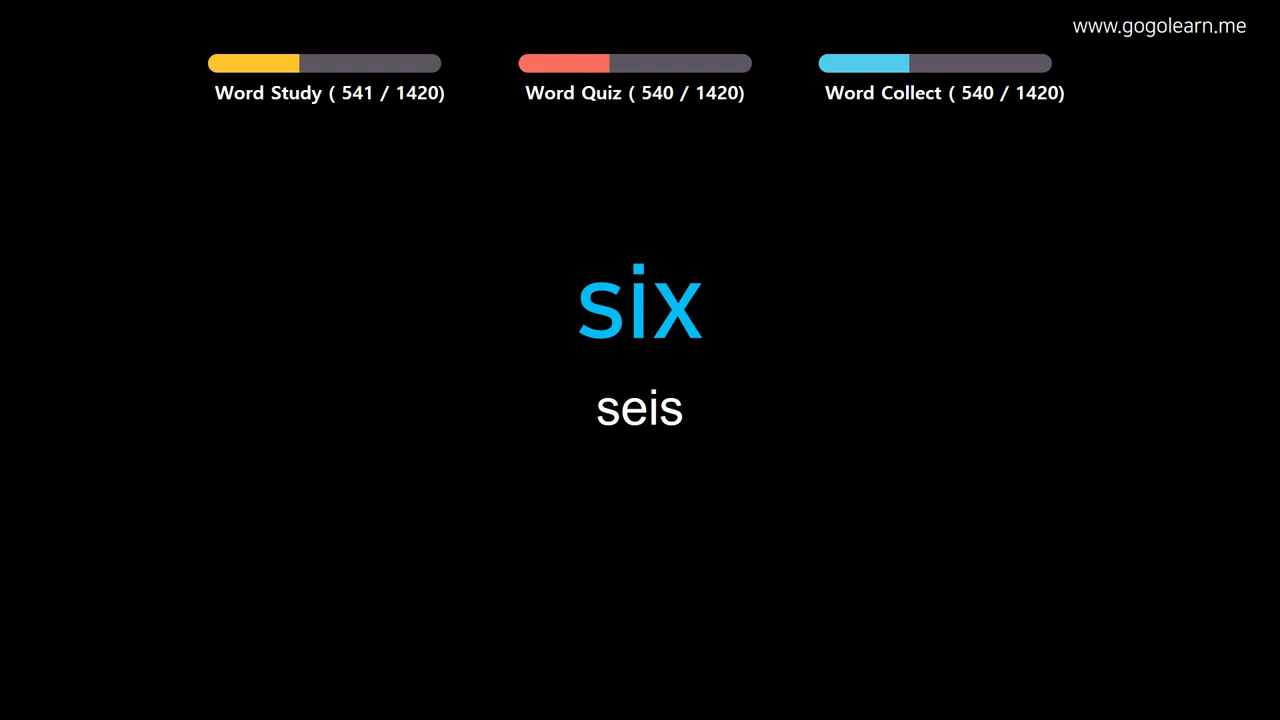 www.gogolearn.me
Word Study ( 541 / 1420)
Word Quiz ( 540 / 1420)
Word Collect ( 540 / 1420)
six
seis